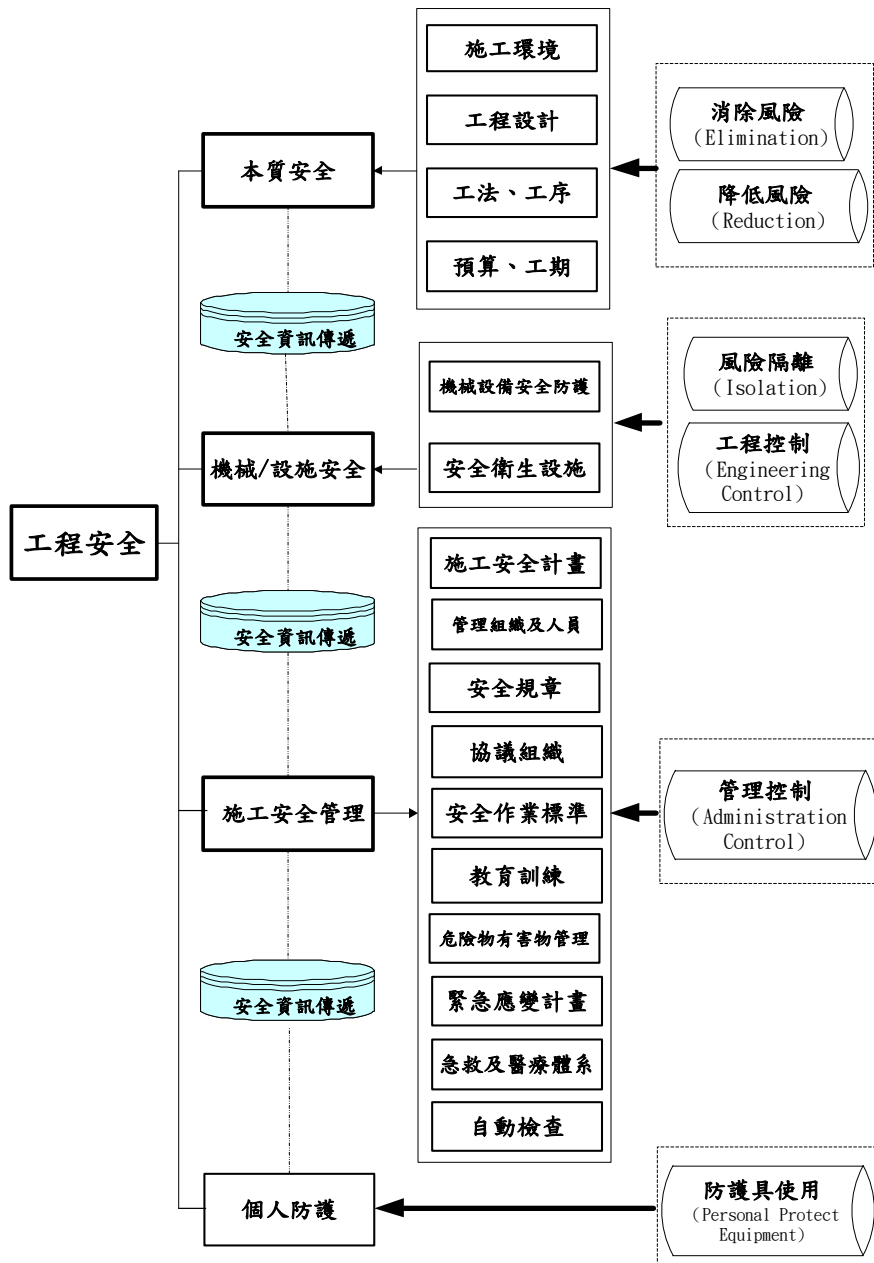 工程安全
本質安全
安全資訊傳遞
機械/設施安全
安全資訊傳遞
施工安全管理
安全資訊傳遞
個人防護
施工環境
工程設計
工法、工序
預算、工期
機械設備安全防護
安全衛生設施
施工安全計畫
管理組織及人員
安全規章
協議組織
安全作業標準
教育訓練
危險物有害物管理
緊急應變計畫
急救及醫療體系
自動檢查
消除風險
(Elimination)
降低風險
(Reduction)
風險隔離
(Isolation)
工程控制
(Engineering
Control)
管理控制
(Administration
Control)
防護具使用
(Personal Protect
Equipment)